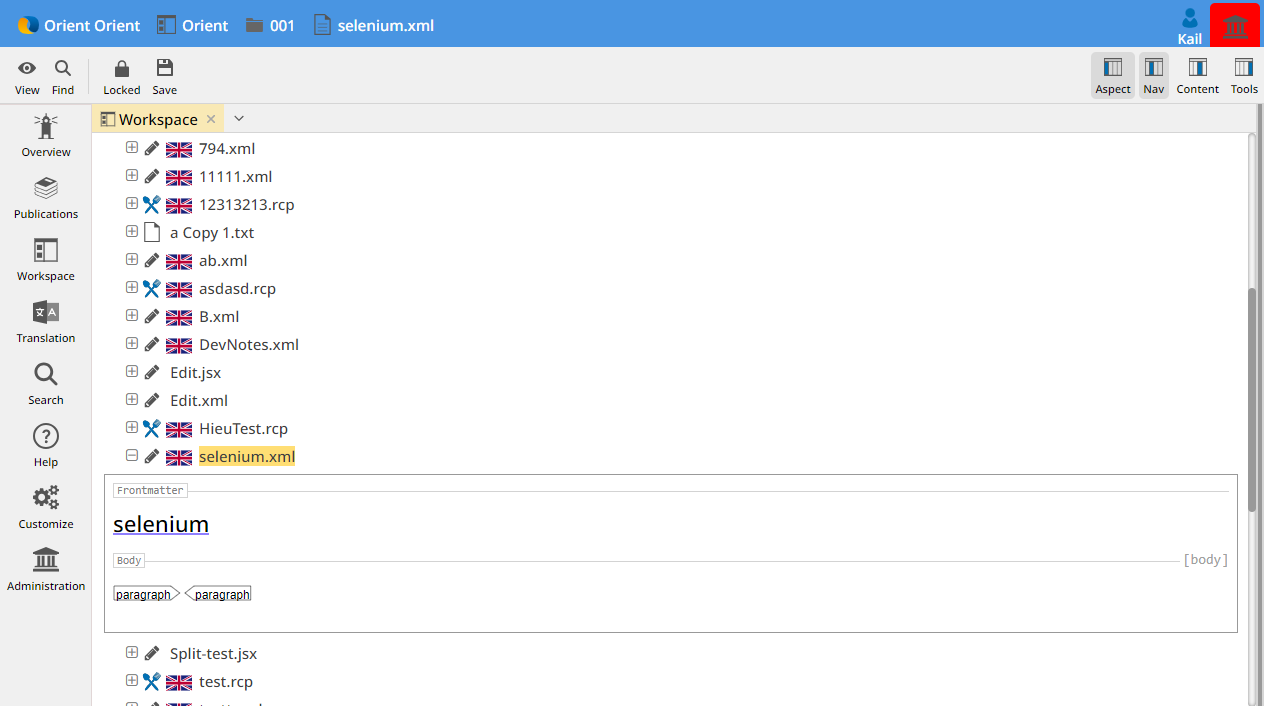 Orient Orient Orient 001 selenium.xml Kail
View Find Locked Save Aspect Nav Content Tools
Workspace
Overview
Publications
Workspace
Translation
Search
Help
Customize
Administration
794.xml
11111.xml
12313213.rcp
a Copy 1.txt
ab.xml
asdasd.rcp
B.xml
DevNotes.xml
Edit.jsx
Edit.xml
HieuTest.rcp
selenium.xml
Frontmatter
selenium
Body [body]
paragraph paragraph
Split-test.jsx
test.rcp